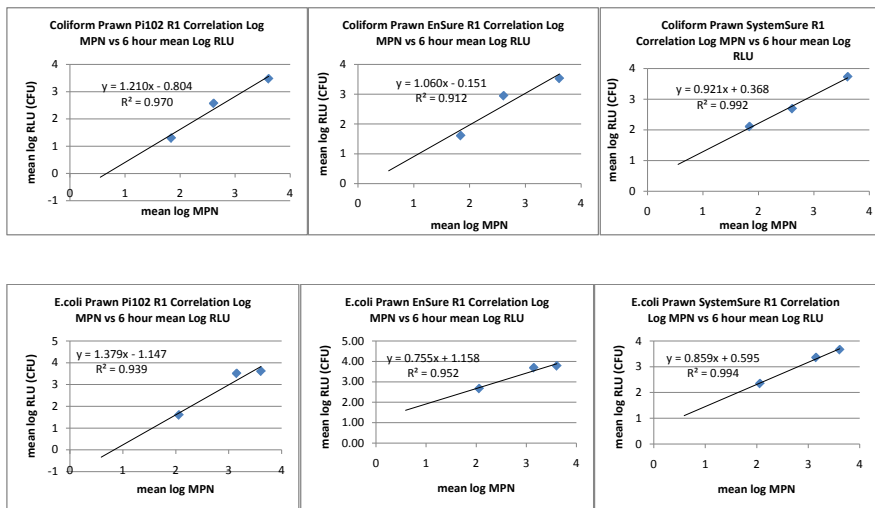 Coliform Prawn Pi102 R1 Correlation Log
MPN vs 6 hour mean Log RLU
4
3
2
1
0
-1
0
1
2
3
4
y = 1.210x - 0.804
R² = 0.970
mean log RLU (CFU)
mean log MPN
Coliform Prawn EnSure R1 Correlation Log
MPN vs 6 hour mean Log RLU
4
3
2
1
0
0
1
2
3
4
y = 1.060x - 0.151
R² = 0.912
mean log RLU (CFU)
mean log MPN
Coliform Prawn SystemSure R1
Correlation Log MPN vs 6 hour mean Log
RLU
4
3
2
1
0
0
1
2
3
4
y = 0.921x + 0.368
R² = 0.992
mean log RLU (CFU)
mean log MPN
E.coli Prawn Pi102 R1 Correlation Log
MPN vs 6 hour mean Log RLU
5
4
3
2
1
0
-1
0
1
2
3
4
y = 1.379x - 1.147
R² = 0.939
mean log RLU (CFU)
mean log MPN
E.coli Prawn EnSure R1 Correlation Log
MPN vs 6 hour mean Log RLU
5.00
4.00
3.00
2.00
1.00
0.00
0
1
2
3
4
y = 0.755x + 1.158
R² = 0.952
mean log RLU (CFU)
mean log MPN
E.coli Prawn SystemSure R1 Correlation
Log MPN vs 6 hour mean Log RLU
4
3
2
1
0
0
1
2
3
4
y = 0.859x + 0.595
R² = 0.994
mean log RLU (CFU)
mean log MPN